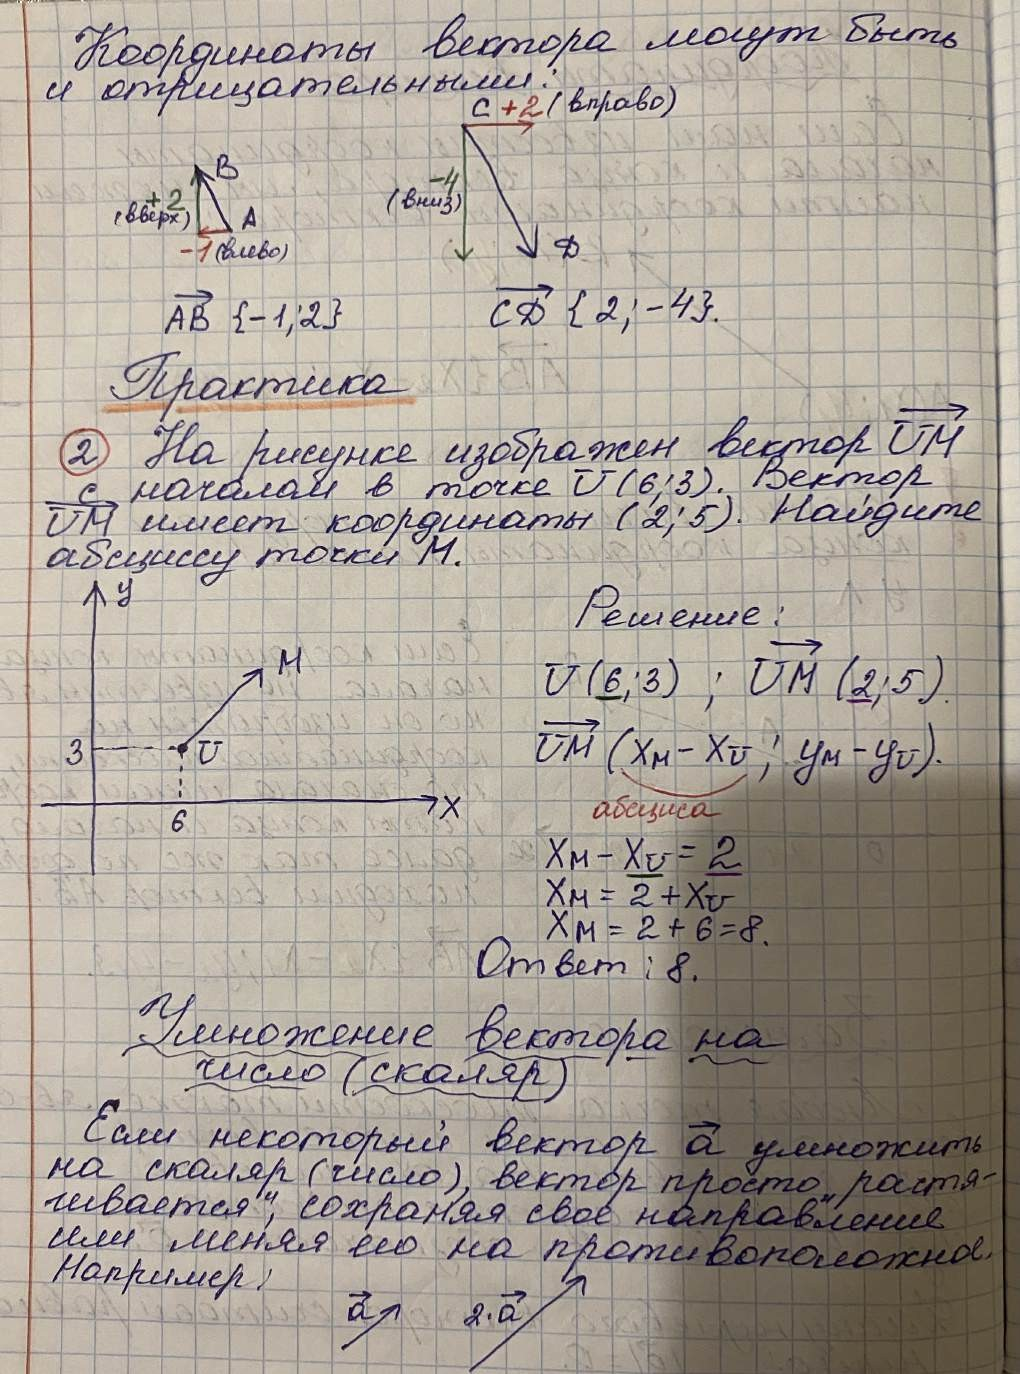 Координаты вектора могут быть
и отрицательными:
C +2 (вправо)
B
+2
(вверх)
A
-1 (влево)
-4
(вниз)
D
AB {-1;2}
CD {2;-4}.
Практика
2 На рисунке изображен вектор UM
с началом в точке U(6;3). Вектор
UM имеет координаты (2;5). Найдите
абсциссу точки M.
y
M
3
U
6
x
Решение:
U(6;3) ; UM (2;5).
UM (xM - xU; yM - yU).
абсциса
xM - xU = 2
xM = 2 + xU
xM = 2 + 6 = 8.
Ответ: 8.
Умножение вектора на
число (скаляр)
Если некоторый вектор a умножить
на скаляр (число), вектор просто „растя-
гивается", сохраняя свое направление
или меняя его на противоположное.
Например:
a
2·a